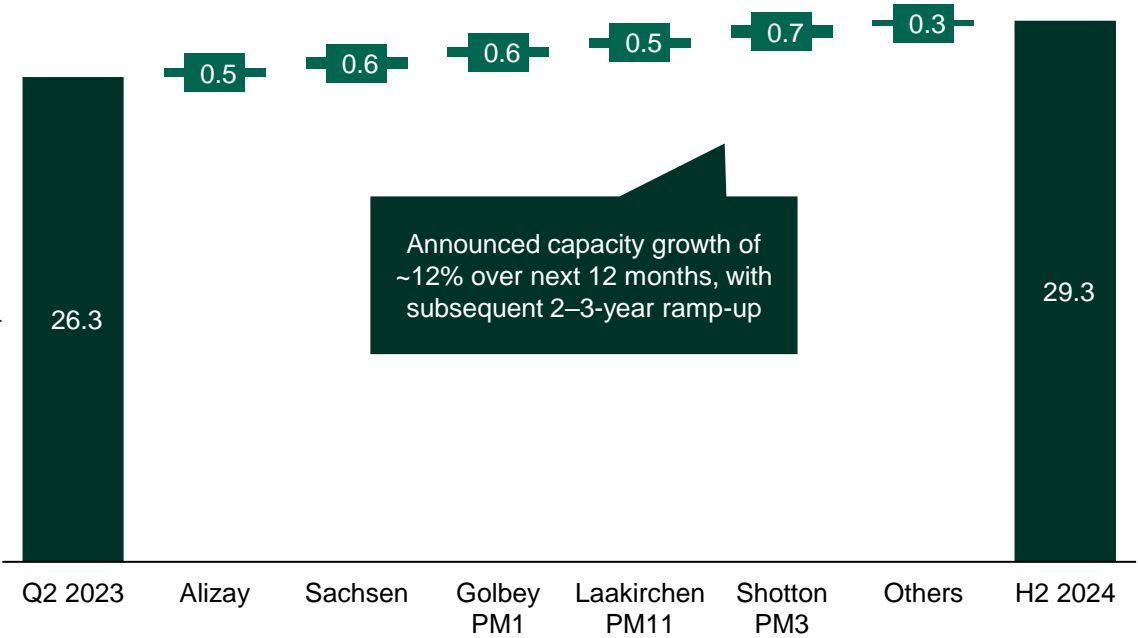 0.5
0.6
0.6
0.5
0.7
0.3
Announced capacity growth of
~12% over next 12 months, with
subsequent 2–3-year ramp-up
26.3
29.3
Q2 2023
Alizay
Sachsen
Golbey
PM1
Laakirchen
PM11
Shotton
PM3
Others
H2 2024